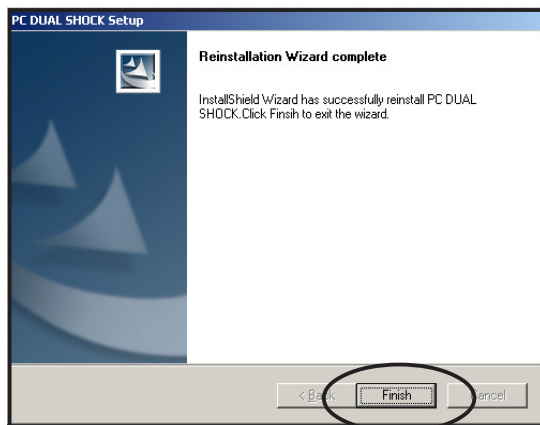 PC DUAL SHOCK Setup
Reinstallation Wizard complete
InstallShield Wizard has successfully reinstall PC DUAL
SHOCK.Click Finsih to exit the wizard.
< Back Finish Cancel